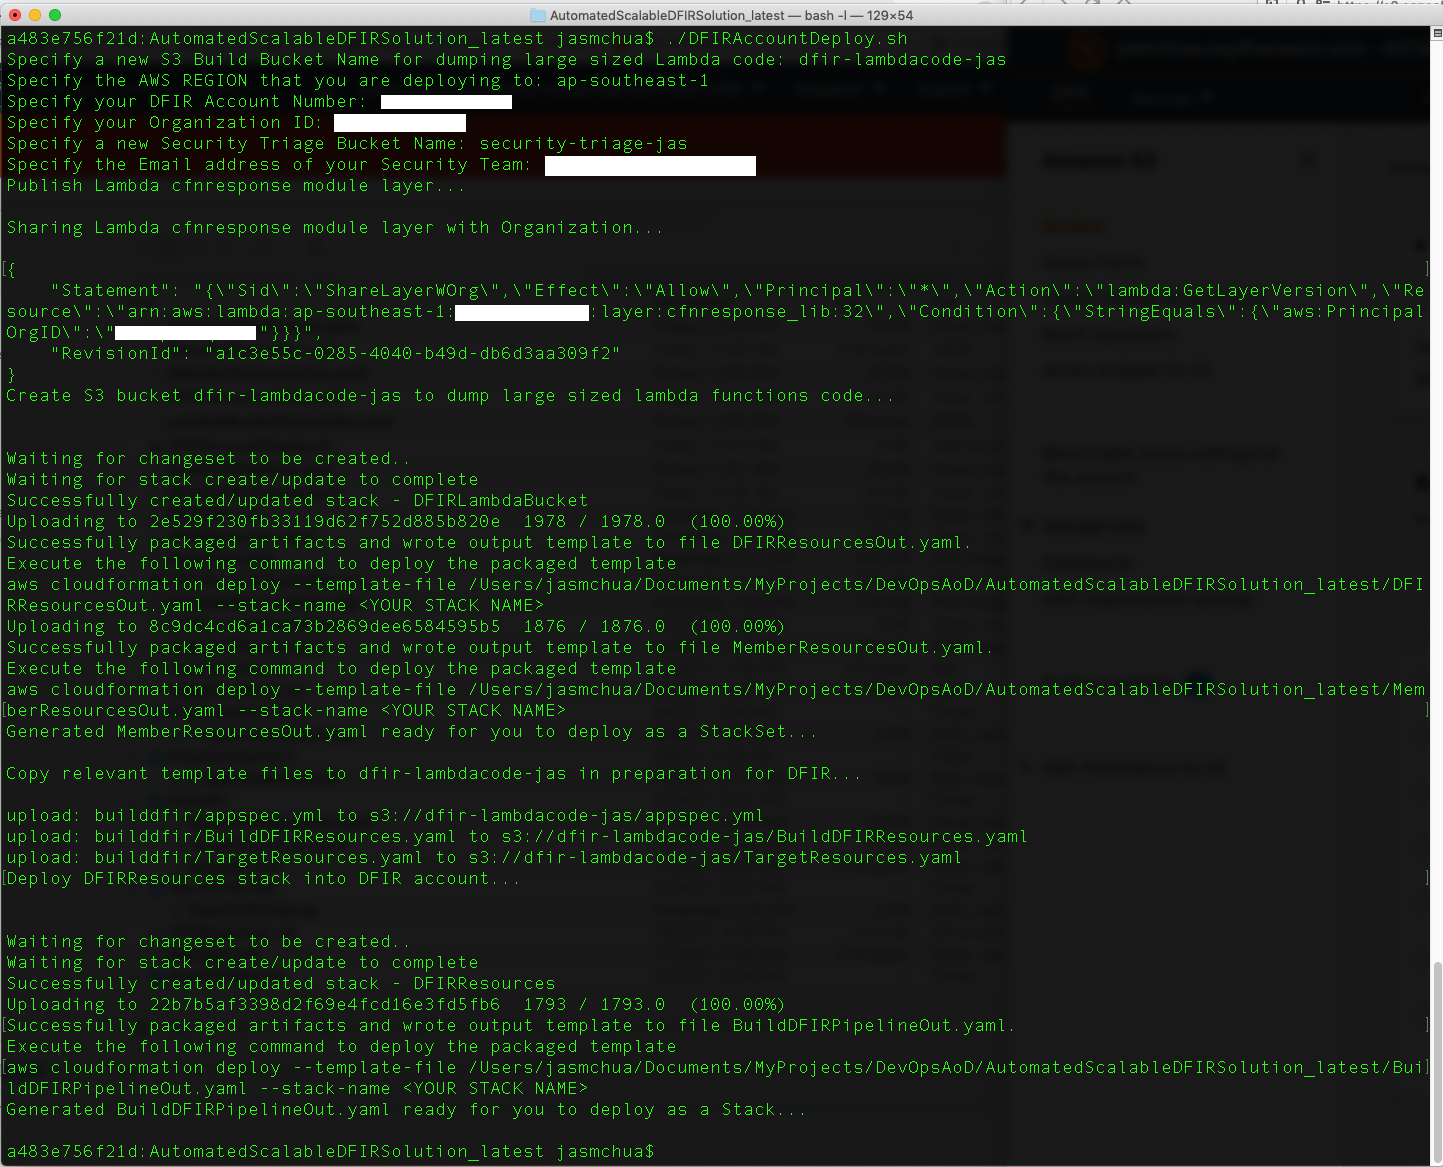 AutomatedScalableDFIRSolution_latest — bash -l — 129×54
a483e756f21d:AutomatedScalableDFIRSolution_latest jasmchua$ ./DFIRAccountDeploy.sh
Specify a new S3 Build Bucket Name for dumping large sized Lambda code: dfir-lambdacode-jas
Specify the AWS REGION that you are deploying to: ap-southeast-1
Specify your DFIR Account Number:
Specify your Organization ID:
Specify a new Security Triage Bucket Name: security-triage-jas
Specify the Email address of your Security Team:
Publish Lambda cfnresponse module layer...
Sharing Lambda cfnresponse module layer with Organization...
{
    "Statement": "{\"Sid\":\"ShareLayerWOrg\",\"Effect\":\"Allow\",\"Principal\":\"*\",\"Action\":\"lambda:GetLayerVersion\",\"Re
source\":\"arn:aws:lambda:ap-southeast-1: :layer:cfnresponse_lib:32\",\"Condition\":{\"StringEquals\":{\"aws:Principal
OrgID\":\" "}}}",
    "RevisionId": "a1c3e55c-0285-4040-b49d-db6d3aa309f2"
}
Create S3 bucket dfir-lambdacode-jas to dump large sized lambda functions code...
Waiting for changeset to be created..
Waiting for stack create/update to complete
Successfully created/updated stack - DFIRLambdaBucket
Uploading to 2e529f230fb33119d62f752d885b820e  1978 / 1978.0  (100.00%)
Successfully packaged artifacts and wrote output template to file DFIRResourcesOut.yaml.
Execute the following command to deploy the packaged template
aws cloudformation deploy --template-file /Users/jasmchua/Documents/MyProjects/DevOpsAoD/AutomatedScalableDFIRSolution_latest/DFI
RResourcesOut.yaml --stack-name <YOUR STACK NAME>
Uploading to 8c9dc4cd6a1ca73b2869dee6584595b5  1876 / 1876.0  (100.00%)
Successfully packaged artifacts and wrote output template to file MemberResourcesOut.yaml.
Execute the following command to deploy the packaged template
aws cloudformation deploy --template-file /Users/jasmchua/Documents/MyProjects/DevOpsAoD/AutomatedScalableDFIRSolution_latest/Mem
berResourcesOut.yaml --stack-name <YOUR STACK NAME>
Generated MemberResourcesOut.yaml ready for you to deploy as a StackSet...
Copy relevant template files to dfir-lambdacode-jas in preparation for DFIR...
upload: builddfir/appspec.yml to s3://dfir-lambdacode-jas/appspec.yml
upload: builddfir/BuildDFIRResources.yaml to s3://dfir-lambdacode-jas/BuildDFIRResources.yaml
upload: builddfir/TargetResources.yaml to s3://dfir-lambdacode-jas/TargetResources.yaml
Deploy DFIRResources stack into DFIR account...
Waiting for changeset to be created..
Waiting for stack create/update to complete
Successfully created/updated stack - DFIRResources
Uploading to 22b7b5af3398d2f69e4fcd16e3fd5fb6  1793 / 1793.0  (100.00%)
Successfully packaged artifacts and wrote output template to file BuildDFIRPipelineOut.yaml.
Execute the following command to deploy the packaged template
aws cloudformation deploy --template-file /Users/jasmchua/Documents/MyProjects/DevOpsAoD/AutomatedScalableDFIRSolution_latest/Bui
ldDFIRPipelineOut.yaml --stack-name <YOUR STACK NAME>
Generated BuildDFIRPipelineOut.yaml ready for you to deploy as a Stack...
a483e756f21d:AutomatedScalableDFIRSolution_latest jasmchua$